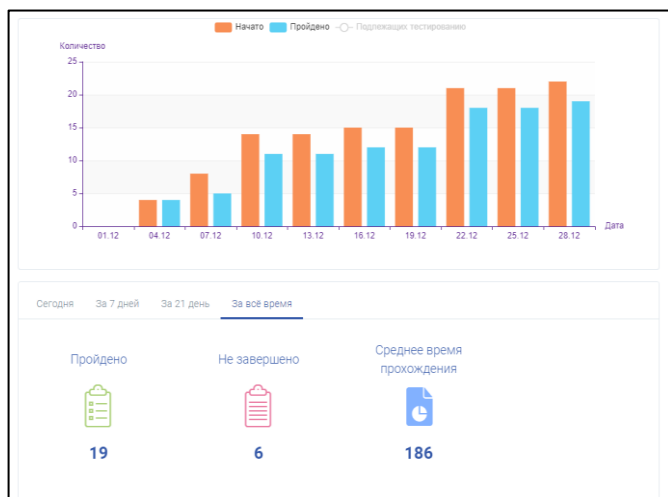 Начато Пройдено Подлежащих тестированию
Количество
25
20
15
10
5
0
01.12 04.12 07.12 10.12 13.12 16.12 19.12 22.12 25.12 28.12
Дата
Сегодня За 7 дней За 21 день За всё время
Пройдено Не завершено Среднее время
прохождения
19 6 186